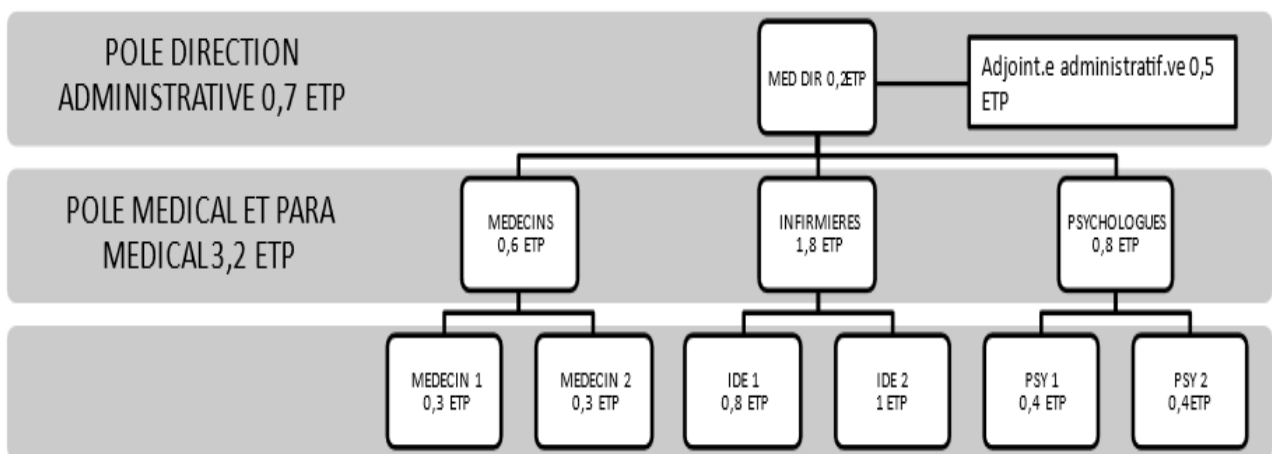 POLE DIRECTION
ADMINISTRATIVE 0,7 ETP
MED DIR 0,2ETP
Adjoint.e administratif.ve 0,5
ETP
POLE MEDICAL ET PARA
MEDICAL 3,2 ETP
MEDECINS
0,6 ETP
INFIRMIERES
1,8 ETP
PSYCHOLOGUES
0,8 ETP
MEDECIN 1
0,3 ETP
MEDECIN 2
0,3 ETP
IDE 1
0,8 ETP
IDE 2
1 ETP
PSY 1
0,4 ETP
PSY 2
0,4ETP